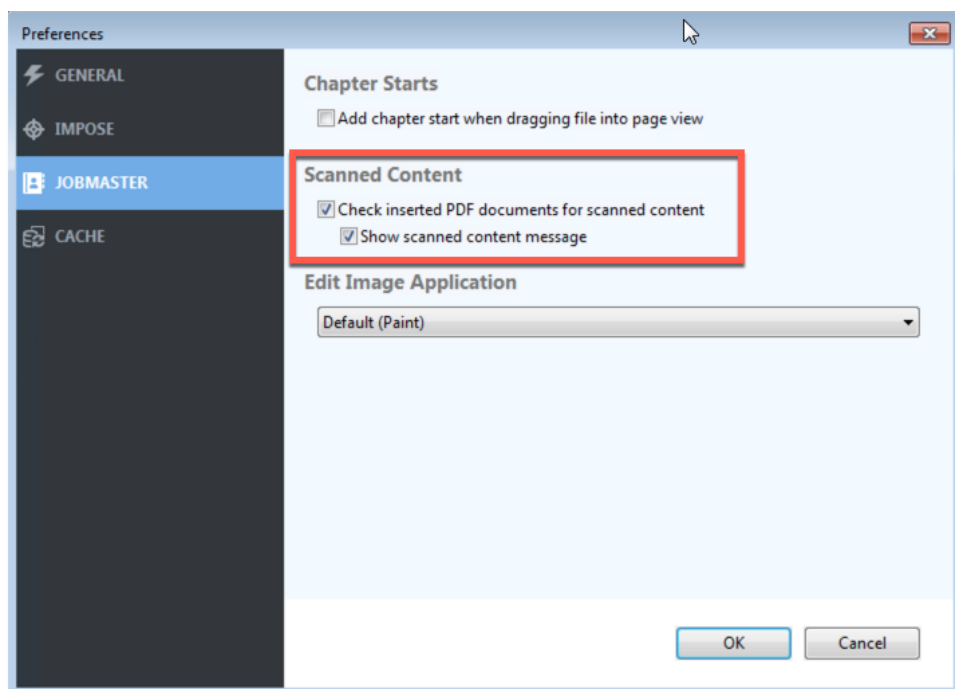 Preferences
GENERAL
IMPOSE
JOBMASTER
CACHE
Chapter Starts
Add chapter start when dragging file into page view
Scanned Content
Check inserted PDF documents for scanned content
Show scanned content message
Edit Image Application
Default (Paint)
OK
Cancel